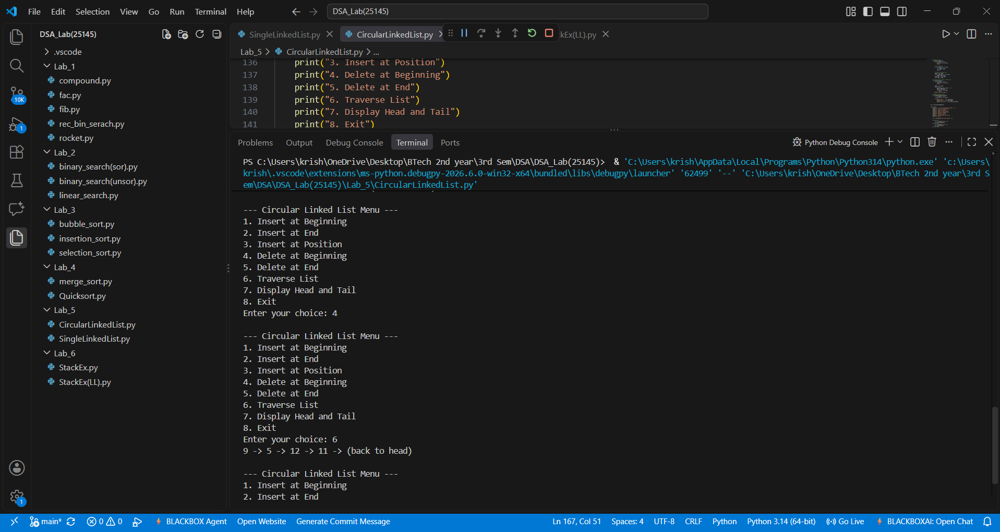 File Edit Selection View Go Run Terminal Help
DSA_Lab(25145)
DSA_Lab(25145)
.vscode
Lab_1
compound.py
fac.py
fib.py
rec_bin_serach.py
rocket.py
Lab_2
binary_search(sor).py
binary_search(unsor).py
linear_search.py
Lab_3
bubble_sort.py
insertion_sort.py
selection_sort.py
Lab_4
merge_sort.py
Quicksort.py
Lab_5
CircularLinkedList.py
SingleLinkedList.py
Lab_6
StackEx.py
StackEx(LL).py
10K
1
1
SingleLinkedList.py CircularLinkedList.py kEx(LL).py
Lab_5 > CircularLinkedList.py > ...
136 print("3. Insert at Position")
137 print("4. Delete at Beginning")
138 print("5. Delete at End")
139 print("6. Traverse List")
140 print("7. Display Head and Tail")
141 print("8. Exit")
Problems Output Debug Console Terminal Ports
Python Debug Console
PS C:\Users\krish\OneDrive\Desktop\BTech 2nd year\3rd Sem\DSA\DSA_Lab(25145)> & 'C:\Users\krish\AppData\Local\Programs\Python\Python314\python.exe' 'c:\Users\
krish\.vscode\extensions\ms-python.debugpy-2026.6.0-win32-x64\bundled\libs\debugpy\launcher' '62499' '--' 'C:\Users\krish\OneDrive\Desktop\BTech 2nd year\3rd S
em\DSA\DSA_Lab(25145)\Lab_5\CircularLinkedList.py'
--- Circular Linked List Menu ---
1. Insert at Beginning
2. Insert at End
3. Insert at Position
4. Delete at Beginning
5. Delete at End
6. Traverse List
7. Display Head and Tail
8. Exit
Enter your choice: 4
--- Circular Linked List Menu ---
1. Insert at Beginning
2. Insert at End
3. Insert at Position
4. Delete at Beginning
5. Delete at End
6. Traverse List
7. Display Head and Tail
8. Exit
Enter your choice: 6
9 -> 5 -> 12 -> 11 -> (back to head)
--- Circular Linked List Menu ---
1. Insert at Beginning
2. Insert at End
main* 0 0 BLACKBOX Agent Open Website Generate Commit Message Ln 167, Col 51 Spaces: 4 UTF-8 CRLF Python Python 3.14 (64-bit) Go Live BLACKBOXAI: Open Chat